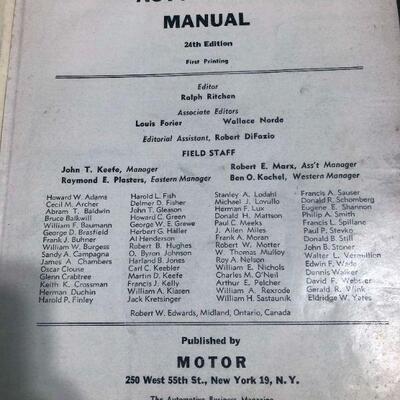 MANUAL
24th Edition
First Printing
Editor
Ralph Ritchen
Associate Editors
Louis Forier Wallace Norde
Editorial Assistant, Robert DiFazio
FIELD STAFF
John T. Keefe, Manager Robert E. Marx, Ass't Manager
Raymond E. Plasters, Eastern Manager Ben O. Kochel, Western Manager
Howard W. Adams Harold L. Fish Stanley A. Lodahl Francis A. Sauser
Cecil M. Archer Delmer D. Fisher Michael J. Lovullo Donald R. Schomberg
Abram T. Baldwin John T. Gleason Herman F. Lux Eugene E. Shannon
Bruce Balkwill Howard C. Green Donald H. Mattson Philip A. Smith
William F. Baumann George W. E. Grewe Paul C. Meeks Francis L. Spillane
George D. Brasfield Herbert G. Häller J. Allen Miles Paul P. Stevko
Frank J. Buhner Al Henderson Frank A. Moran Donald B. Still
William W. Burgess Robert B. Hughes Robert W. Motter John B. Stoner
Sandy A. Campagna O. Byron Johnson W. Thomas Mulloy Walter L. Vermillion
James A Chambers Harland B. Jones Roy A. Nelson Edwin F. Wade
Oscar Clouse Carl C. Keebler William E. Nichols Dennis Walker
Glenn Crabtree Martin D. Keefe Charles M. O'Neil David F. Webster
Keith K. Crossman Francis J. Kelly Arthur E. Pelcher Gerald R. Wink
Herman Duchin William A. Klasen William A. Rexrode Eldridge W. Yates
Harold P. Finley Jack Kretsinger William H. Sastaunik
Robert W. Edwards, Midland, Ontario, Canada
Published by
MOTOR
250 West 55th St., New York 19, N. Y.
The Automotive Business Magazine